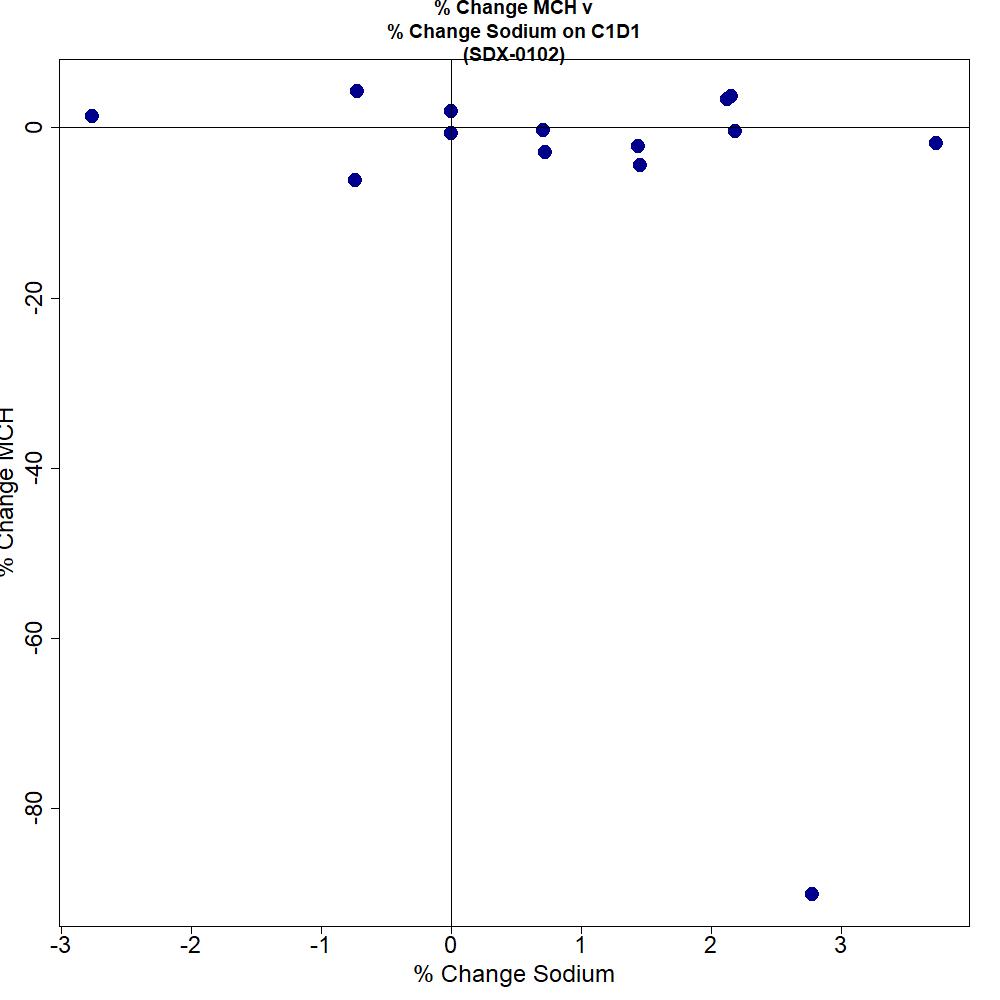 % Change MCH v
% Change Sodium on C1D1
(SDX-0102)
0
-20
-40
-60
-80
% Change MCH
-3
-2
-1
0
1
2
3
% Change Sodium